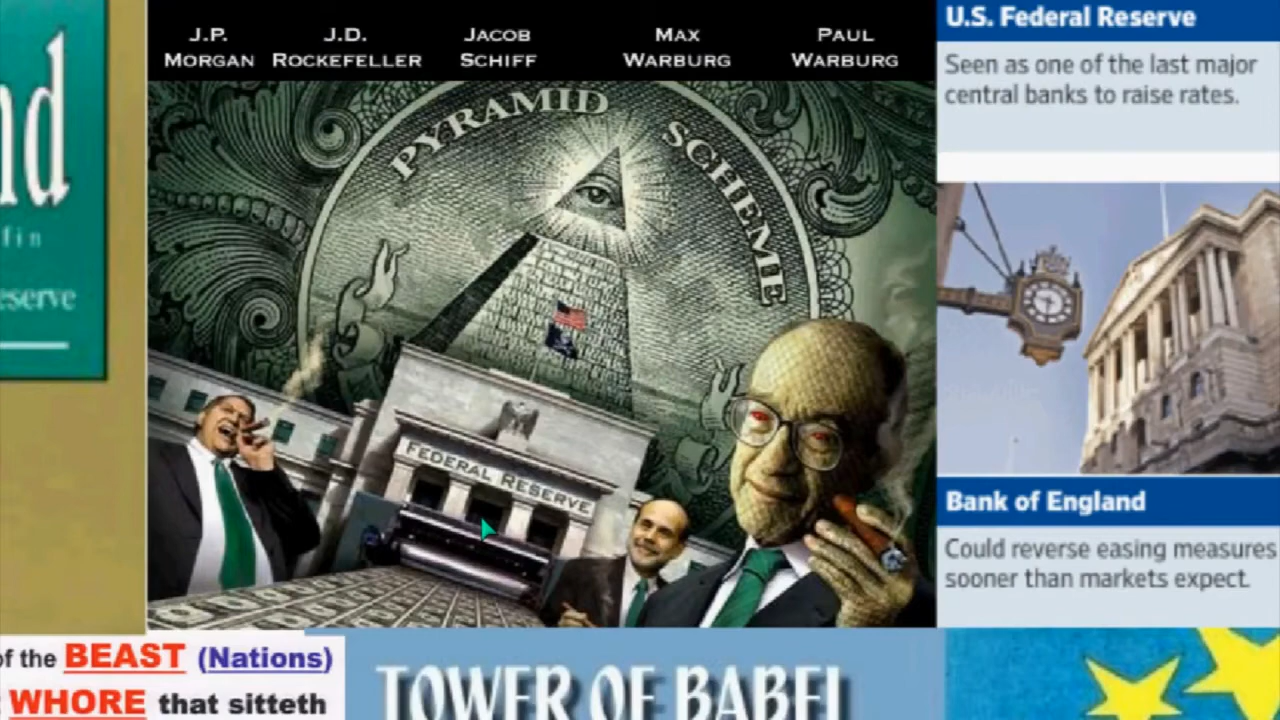 J.P.
MORGAN
J.D.
ROCKEFELLER
JACOB
SCHIFF
MAX
WARBURG
PAUL
WARBURG
U.S. Federal Reserve
Seen as one of the last major
central banks to raise rates.
nd
fin
eserve
PYRAMID SCHEME
FEDERAL RESERVE
Bank of England
Could reverse easing measures
sooner than markets expect.
of the BEAST (Nations)
WHORE that sitteth
TOWER OF BABEL